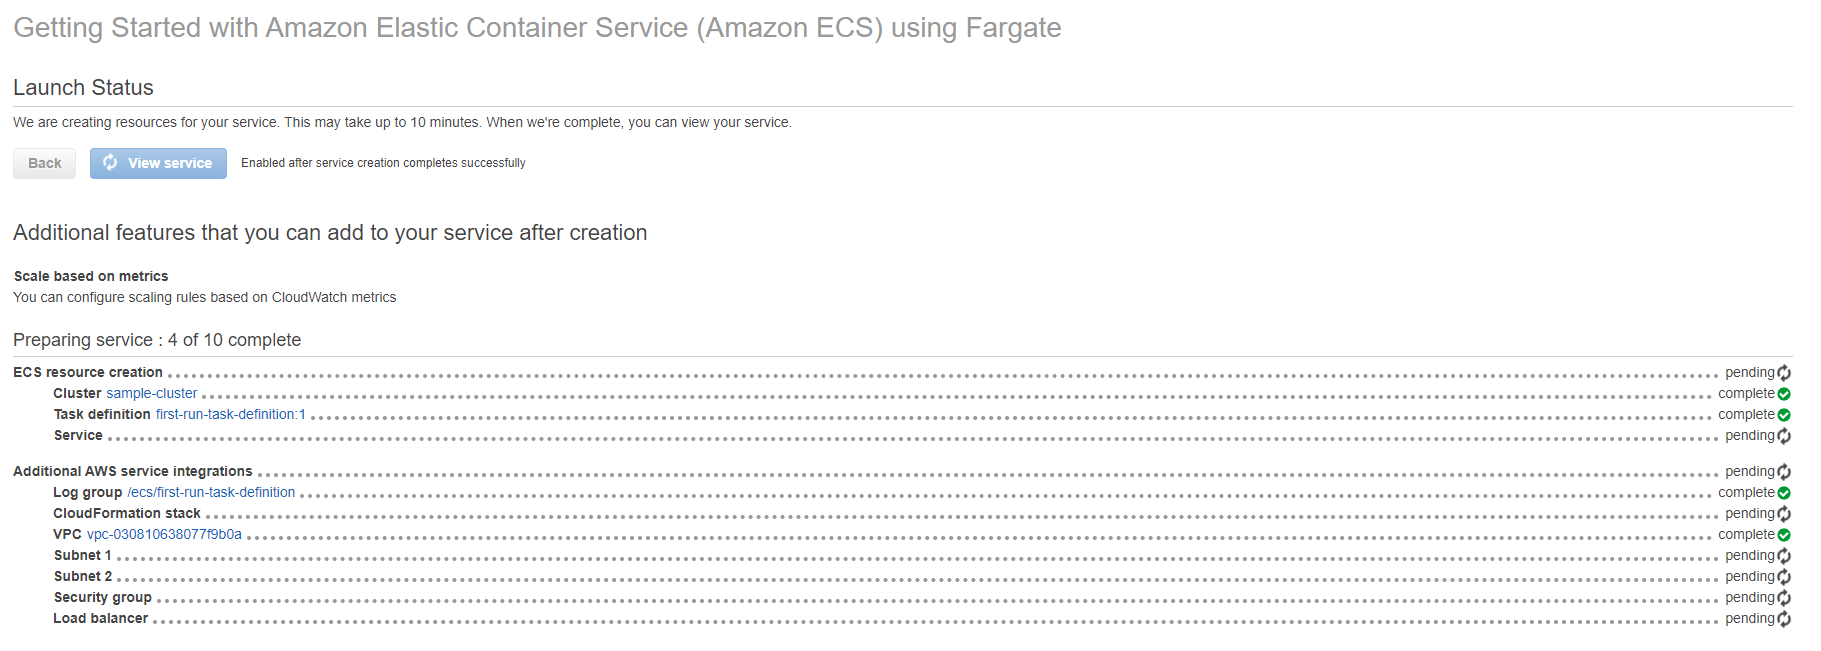 Getting Started with Amazon Elastic Container Service (Amazon ECS) using Fargate
Launch Status
We are creating resources for your service. This may take up to 10 minutes. When we're complete, you can view your service.
Back View service Enabled after service creation completes successfully
Additional features that you can add to your service after creation
Scale based on metrics
You can configure scaling rules based on CloudWatch metrics
Preparing service : 4 of 10 complete
ECS resource creation pending
Cluster sample-cluster complete
Task definition first-run-task-definition:1 complete
Service pending
Additional AWS service integrations pending
Log group /ecs/first-run-task-definition complete
CloudFormation stack pending
VPC vpc-030810638077f9b0a complete
Subnet 1 pending
Subnet 2 pending
Security group pending
Load balancer pending